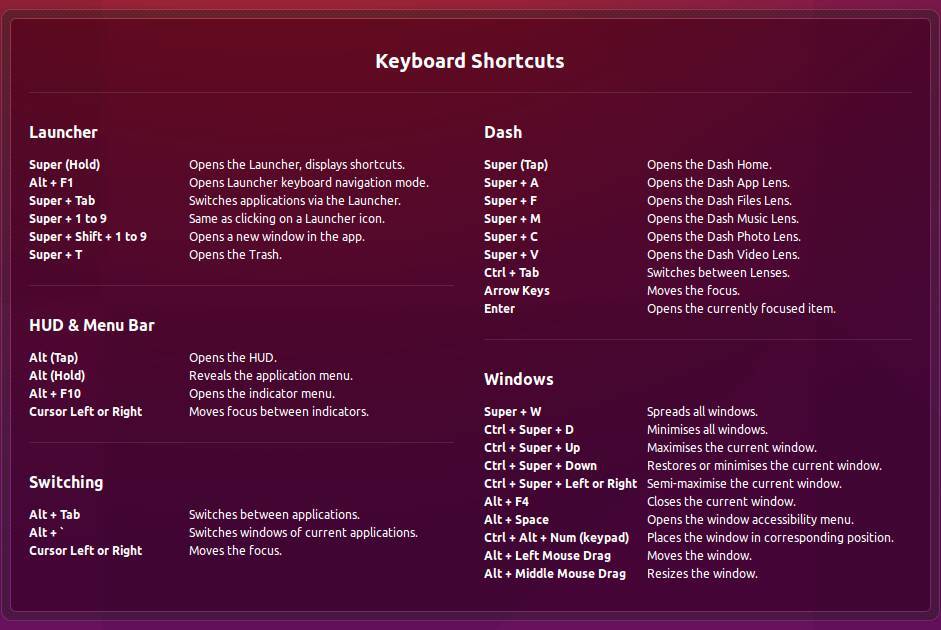 Keyboard Shortcuts
Launcher
Super (Hold) Opens the Launcher, displays shortcuts.
Alt + F1 Opens Launcher keyboard navigation mode.
Super + Tab Switches applications via the Launcher.
Super + 1 to 9 Same as clicking on a Launcher icon.
Super + Shift + 1 to 9 Opens a new window in the app.
Super + T Opens the Trash.
HUD & Menu Bar
Alt (Tap) Opens the HUD.
Alt (Hold) Reveals the application menu.
Alt + F10 Opens the indicator menu.
Cursor Left or Right Moves focus between indicators.
Switching
Alt + Tab Switches between applications.
Alt + ` Switches windows of current applications.
Cursor Left or Right Moves the focus.
Dash
Super (Tap) Opens the Dash Home.
Super + A Opens the Dash App Lens.
Super + F Opens the Dash Files Lens.
Super + M Opens the Dash Music Lens.
Super + C Opens the Dash Photo Lens.
Super + V Opens the Dash Video Lens.
Ctrl + Tab Switches between Lenses.
Arrow Keys Moves the focus.
Enter Opens the currently focused item.
Windows
Super + W Spreads all windows.
Ctrl + Super + D Minimises all windows.
Ctrl + Super + Up Maximises the current window.
Ctrl + Super + Down Restores or minimises the current window.
Ctrl + Super + Left or Right Semi-maximise the current window.
Alt + F4 Closes the current window.
Alt + Space Opens the window accessibility menu.
Ctrl + Alt + Num (keypad) Places the window in corresponding position.
Alt + Left Mouse Drag Moves the window.
Alt + Middle Mouse Drag Resizes the window.